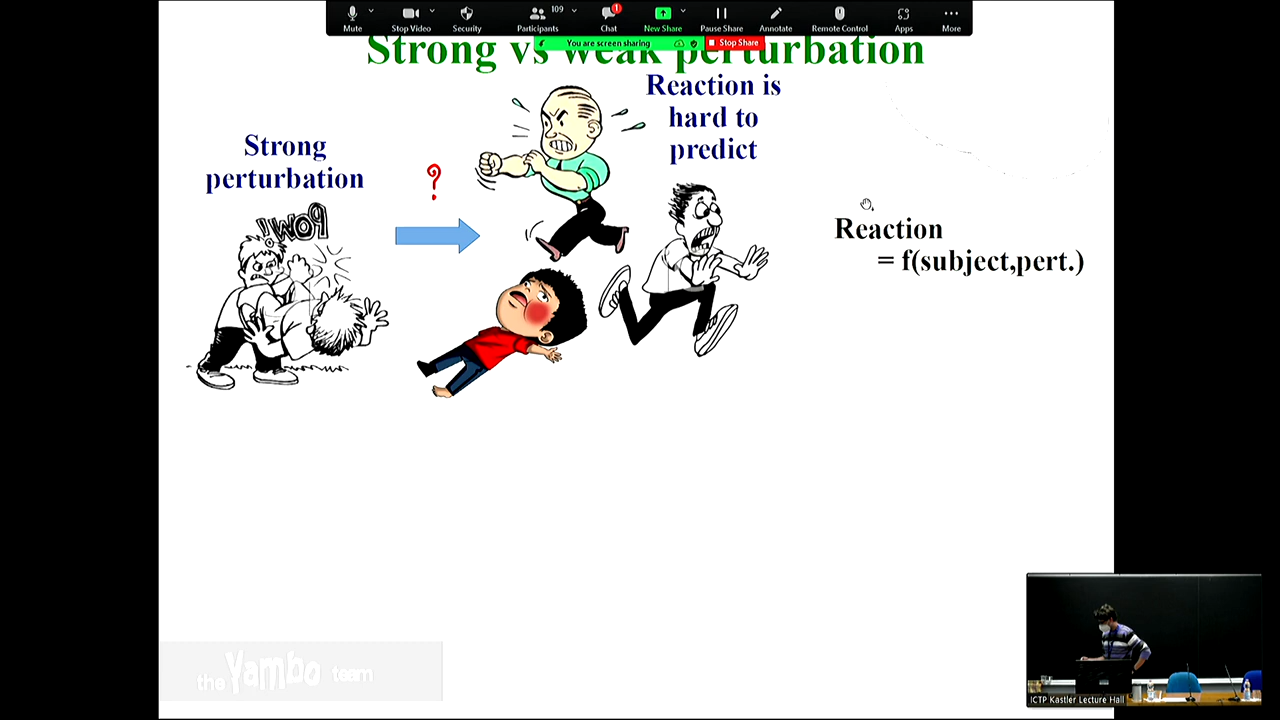 Mute
Stop Video
Security
Participants
109
Chat
1
New Share
Pause Share
Annotate
Remote Control
Apps
More
You are screen sharing
Stop Share
Strong vs weak perturbation
Reaction is
hard to
predict
Strong
perturbation
?
POW!!
Reaction
= f(subject,pert.)
the Yambo team
ICTP Kastler Lecture Hall